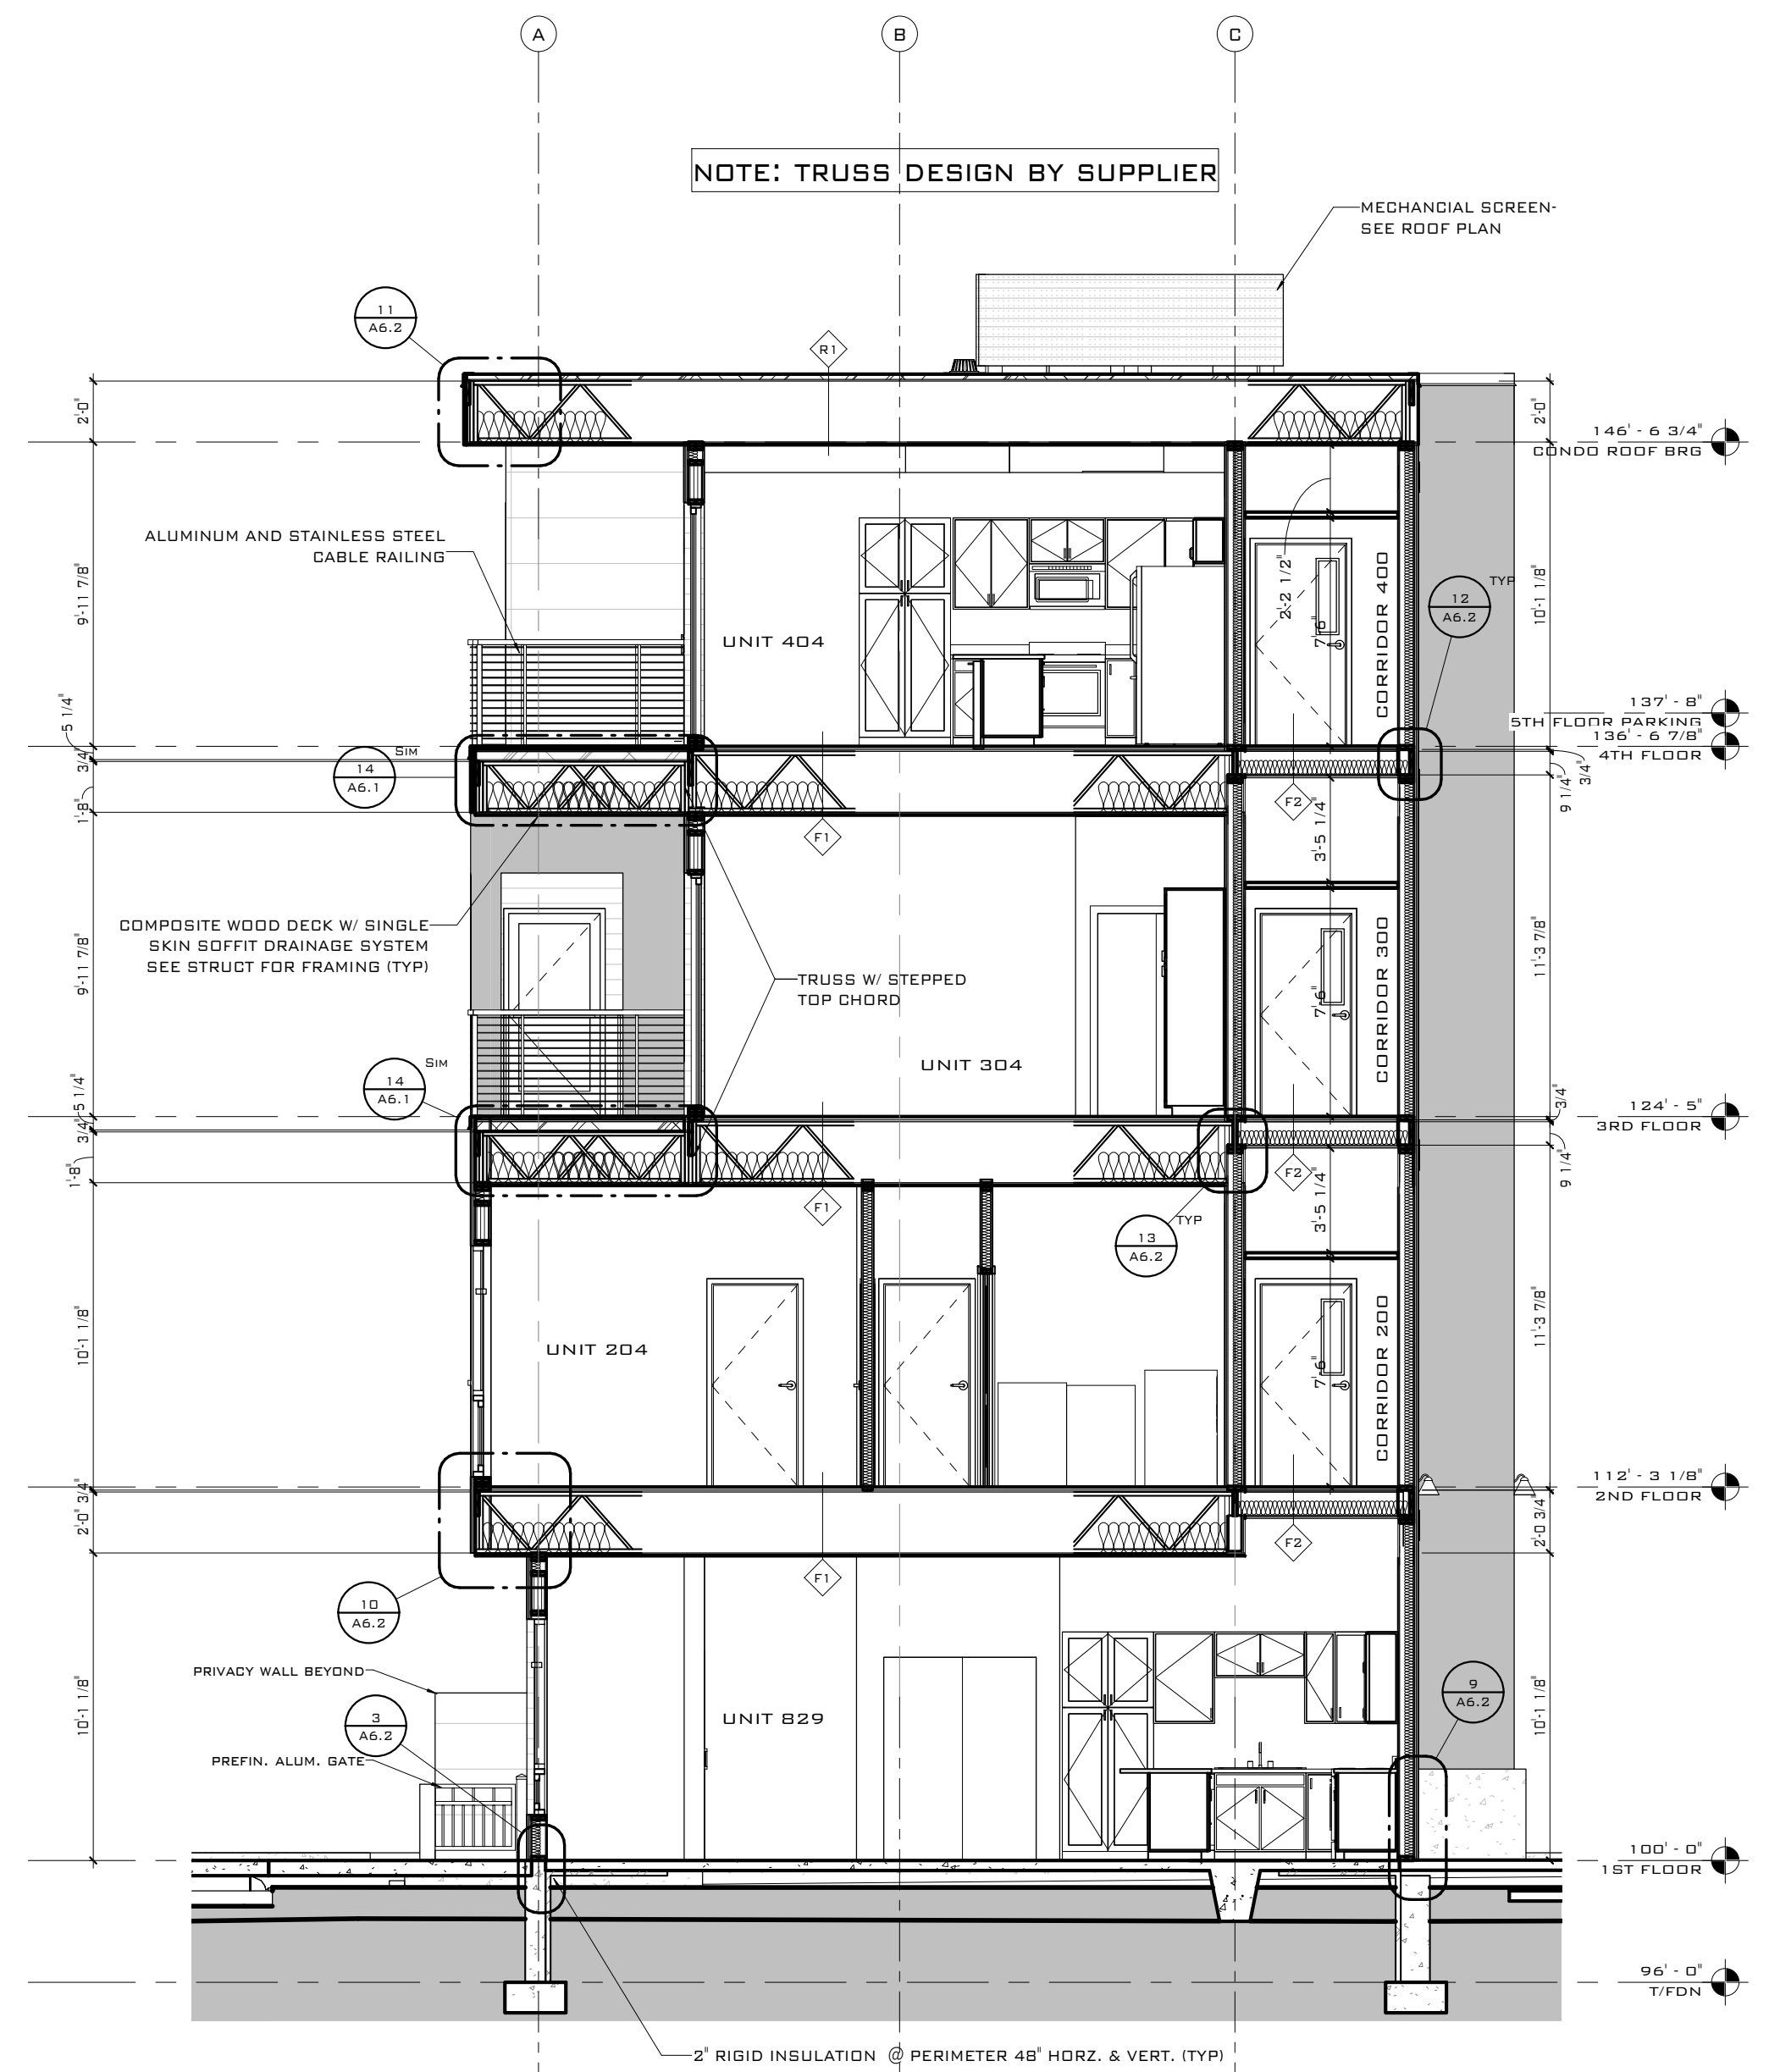 A
B
C
NOTE: TRUSS DESIGN BY SUPPLIER
MECHANCIAL SCREEN-
SEE ROOF PLAN
11
A6.2
R1
2'-0"
2'-0"
146' - 6 3/4"
CONDO ROOF BRG
ALUMINUM AND STAINLESS STEEL
CABLE RAILING
9'-11 7/8"
UNIT 404
2'-2 1/2"
7'-6"
CORRIDOR 400
12
A6.2
TYP
10'-1 1/8"
137' - 8"
5TH FLOOR PARKING
136' - 6 7/8"
4TH FLOOR
5 1/4"
3/4"
1'-8"
14
A6.1
SIM
F1
F2
3/4"
9 1/4"
3'-5 1/4"
COMPOSITE WOOD DECK W/ SINGLE
SKIN SOFFIT DRAINAGE SYSTEM
SEE STRUCT FOR FRAMING (TYP)
9'-11 7/8"
TRUSS W/ STEPPED
TOP CHORD
UNIT 304
7'-6"
CORRIDOR 300
11'-3 7/8"
14
A6.1
SIM
5 1/4"
3/4"
1'-8"
124' - 5"
3RD FLOOR
3/4"
9 1/4"
F1
F2
13
A6.2
TYP
3'-5 1/4"
10'-1 1/8"
UNIT 204
7'-6"
CORRIDOR 200
11'-3 7/8"
112' - 3 1/8"
2ND FLOOR
2'-0 3/4"
2'-0 3/4"
F1
F2
10
A6.2
PRIVACY WALL BEYOND
3
A6.2
PREFIN. ALUM. GATE
10'-1 1/8"
UNIT 829
9
A6.2
10'-1 1/8"
100' - 0"
1ST FLOOR
96' - 0"
T/FDN
2" RIGID INSULATION @ PERIMETER 48" HORZ. & VERT. (TYP)